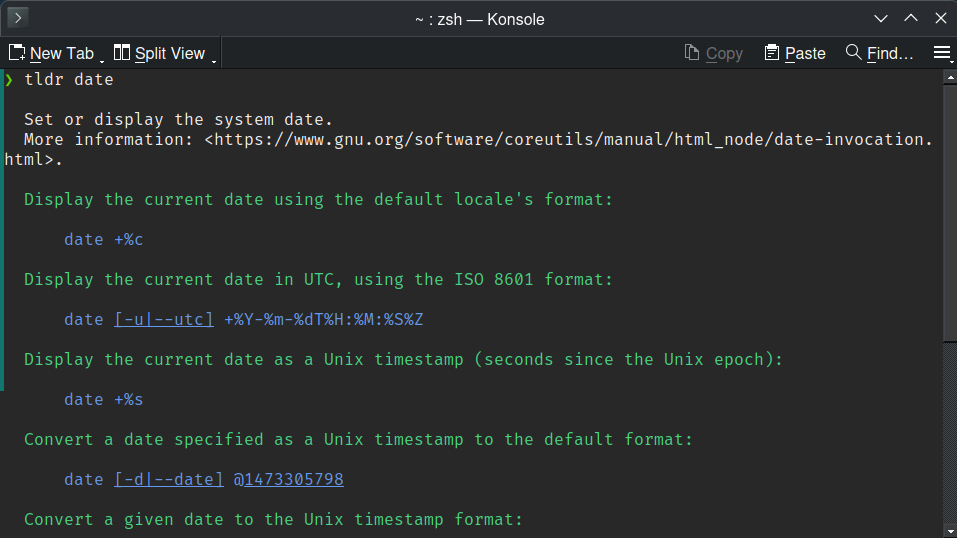 ~ : zsh — Konsole
New Tab Split View Copy Paste Find...
❯ tldr date
Set or display the system date.
More information: <https://www.gnu.org/software/coreutils/manual/html_node/date-invocation.
html>.
Display the current date using the default locale's format:
date +%c
Display the current date in UTC, using the ISO 8601 format:
date [-u|--utc] +%Y-%m-%dT%H:%M:%S%Z
Display the current date as a Unix timestamp (seconds since the Unix epoch):
date +%s
Convert a date specified as a Unix timestamp to the default format:
date [-d|--date] @1473305798
Convert a given date to the Unix timestamp format: